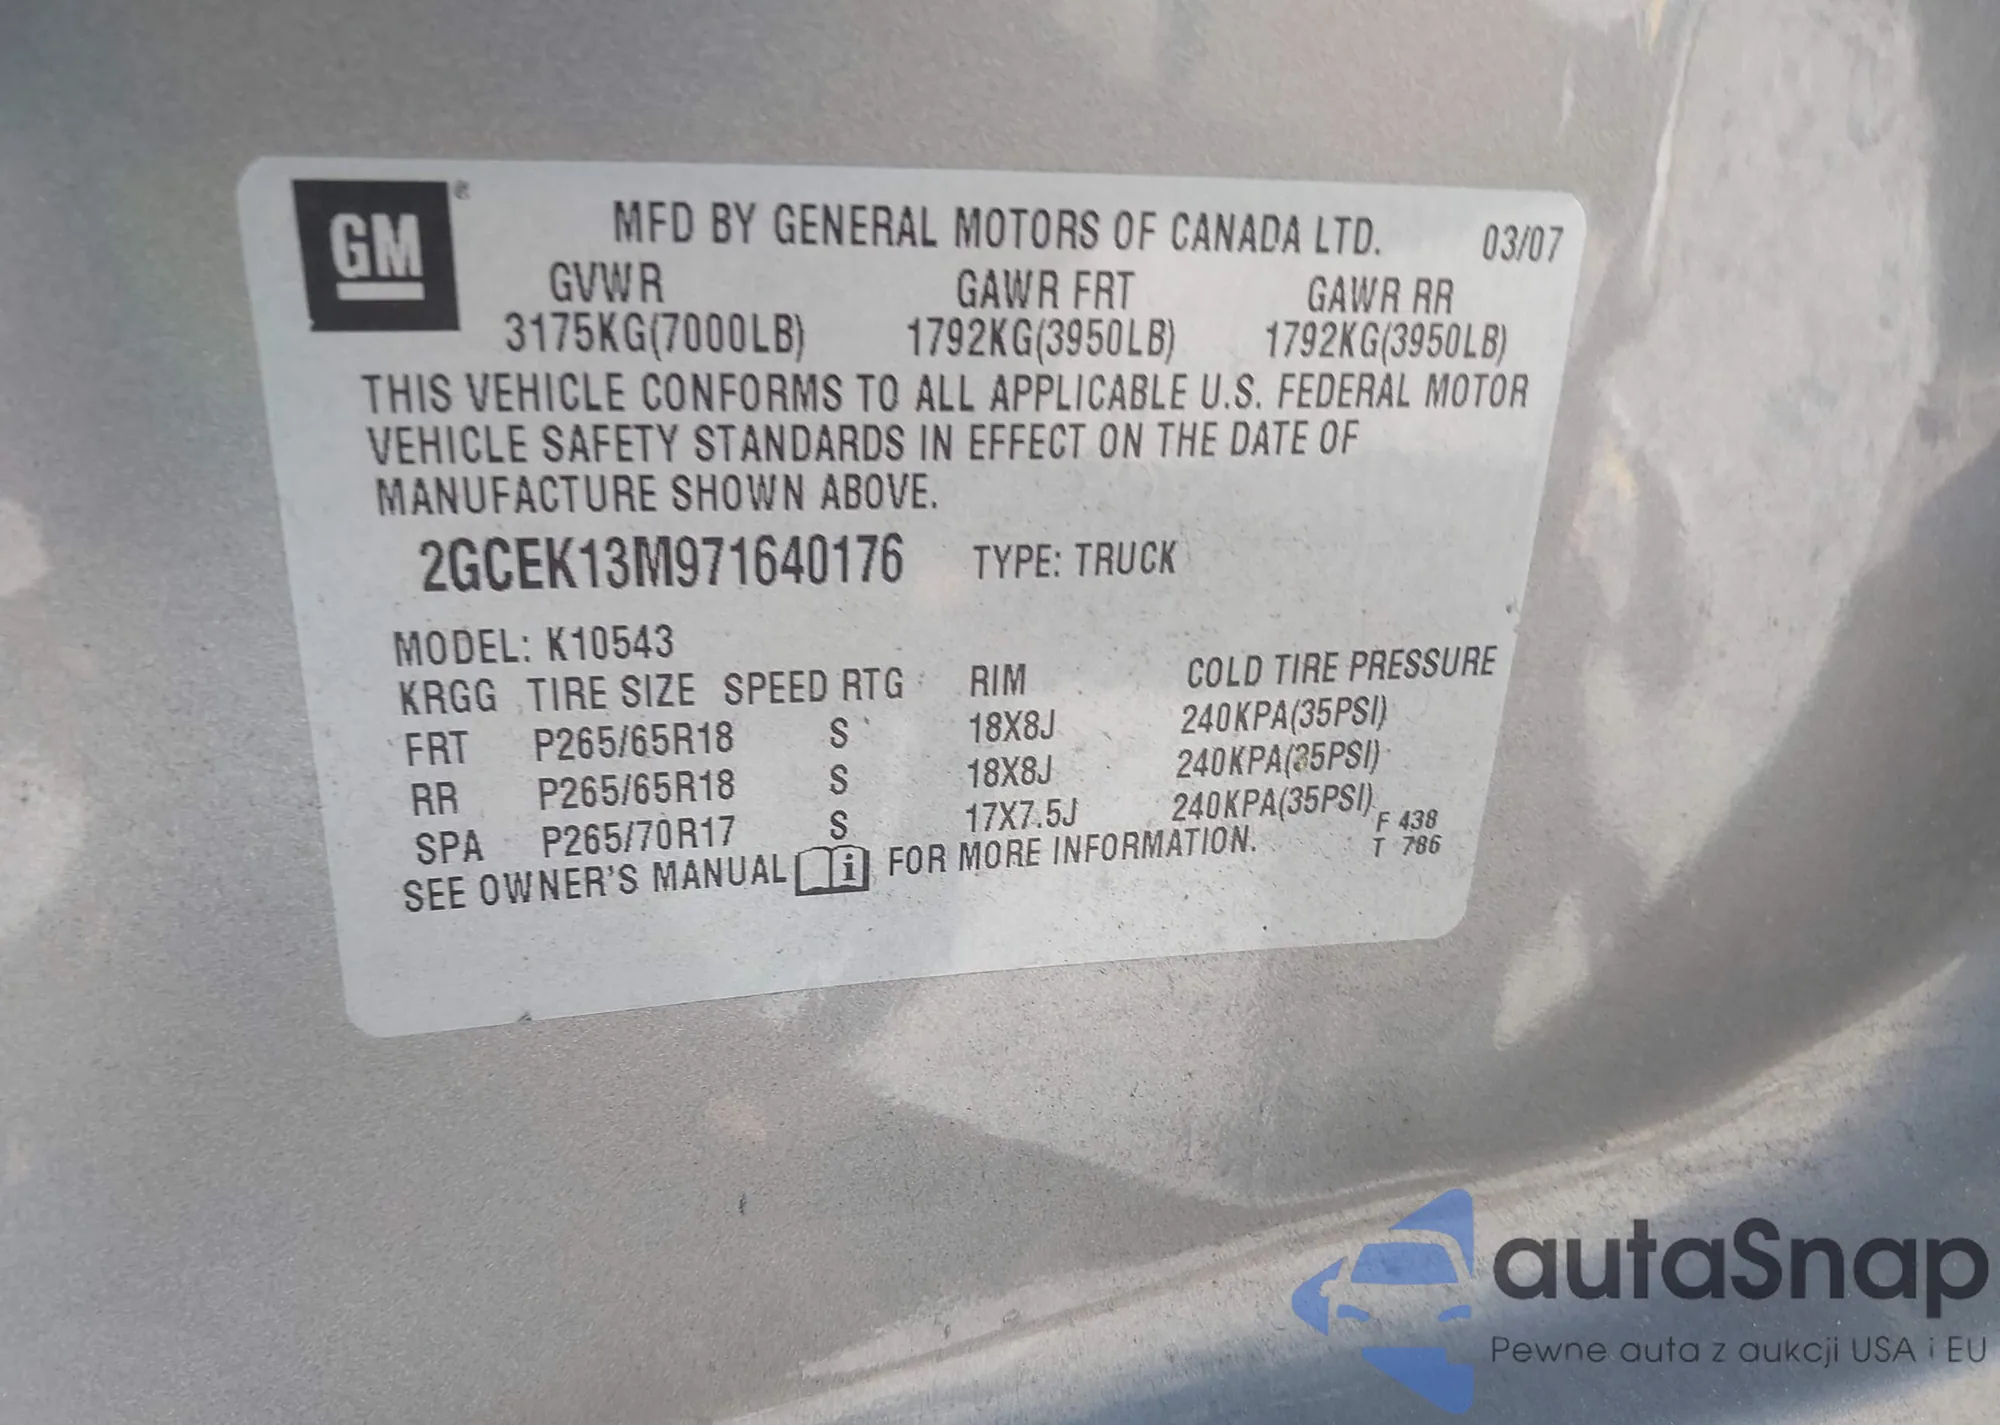 GM ®
MFD BY GENERAL MOTORS OF CANADA LTD. 03/07
GVWR GAWR FRT GAWR RR
3175KG(7000LB) 1792KG(3950LB) 1792KG(3950LB)
THIS VEHICLE CONFORMS TO ALL APPLICABLE U.S. FEDERAL MOTOR
VEHICLE SAFETY STANDARDS IN EFFECT ON THE DATE OF
MANUFACTURE SHOWN ABOVE.
2GCEK13M971640176 TYPE: TRUCK
MODEL: K10543
KRGG TIRE SIZE SPEED RTG RIM COLD TIRE PRESSURE
FRT P265/65R18 S 18X8J 240KPA(35PSI)
RR P265/65R18 S 18X8J 240KPA(35PSI)
SPA P265/70R17 S 17X7.5J 240KPA(35PSI)
SEE OWNER'S MANUAL i FOR MORE INFORMATION.
F 438
T 786
autaSnap
Pewne auta z aukcji USA i EU